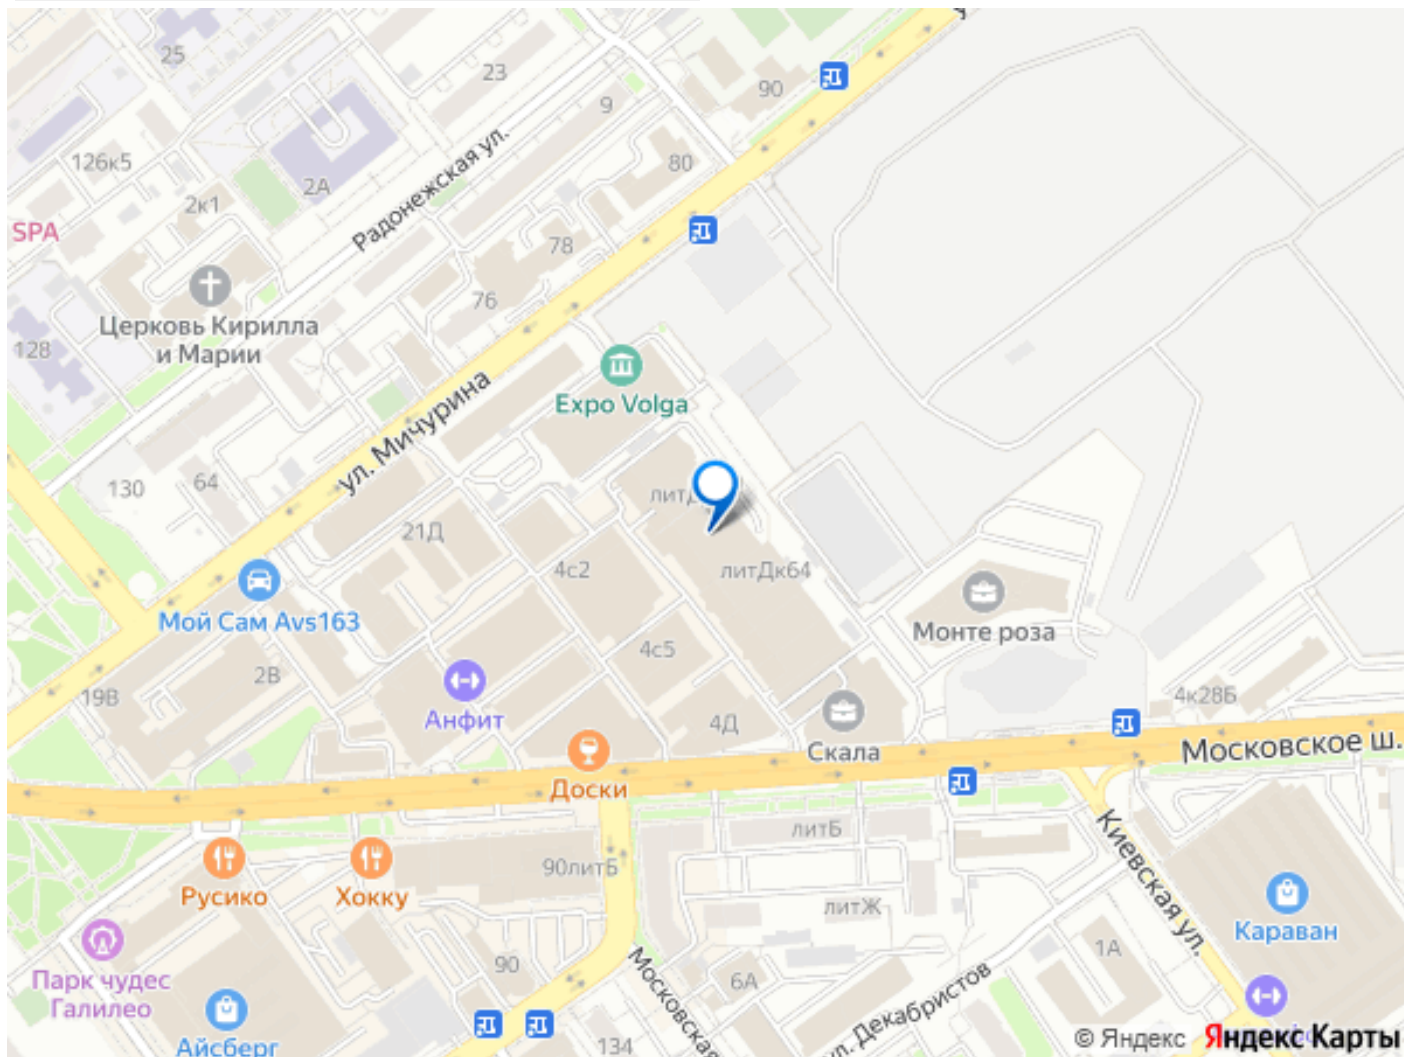 25
23
90
9
126к5
2А
80
Радонежская ул.
2к1
SPA
78
76
Церковь Кирилла
и Марии
128
Expo Volga
ул. Мичурина
130
64
21Д
4с2
литДк64
Мой Сам Avs163
Монте роза
4с5
2В
19В
Анфит
4Д
4к28Б
Скала
Московское ш.
Доски
литБ
90литБ
Киевская ул.
Русико
Хокку
литЖ
Караван
1А
90
6А
Парк чудес
Галилео
Московская
ул. Декабристов
Айсберг
134
© Яндекс Яндекс Карты